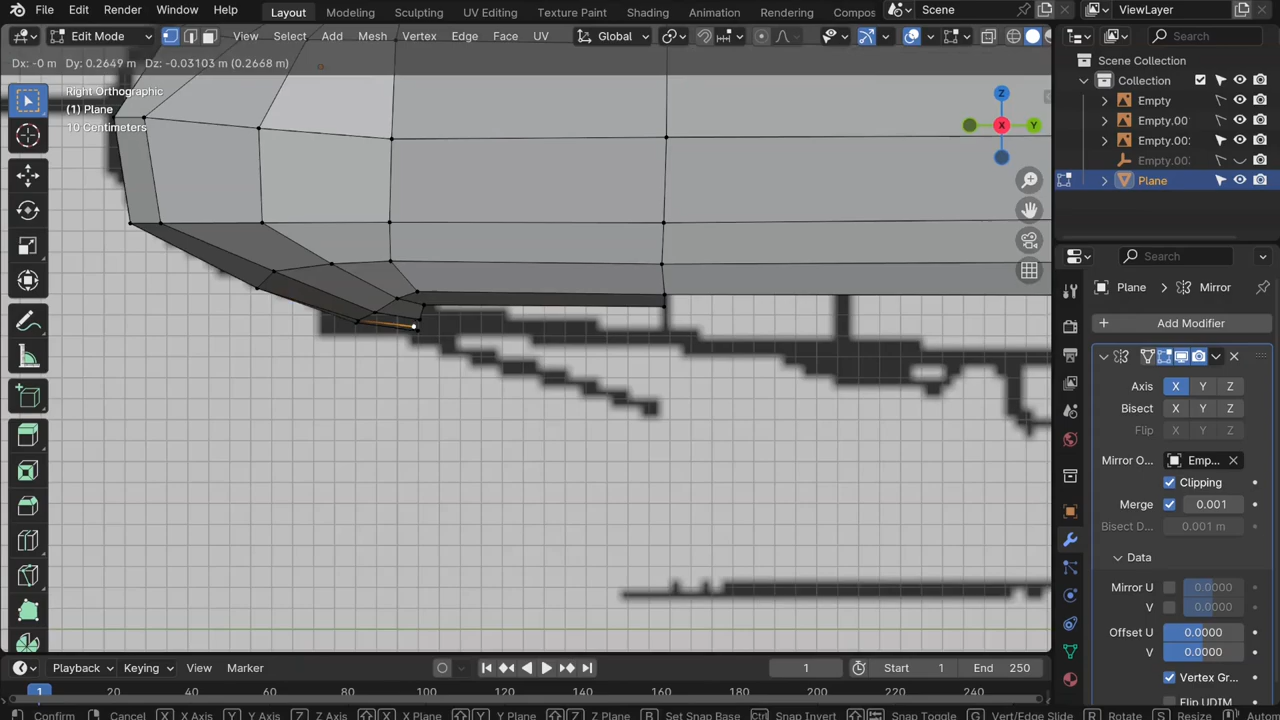 File Edit Render Window Help Layout Modeling Sculpting UV Editing Texture Paint Shading Animation Rendering Compos Scene ViewLayer
Edit Mode View Select Add Mesh Vertex Edge Face UV Global Search
Dx: -0 m Dy: 0.2649 m Dz: -0.03103 m (0.2668 m)
Right Orthographic
(1) Plane
10 Centimeters
Z
X
Y
Scene Collection
Collection
Empty
Empty.00
Empty.00
Empty.00
Plane
Search
Plane Mirror
Add Modifier
Axis X Y Z
Bisect X Y Z
Flip X Y Z
Mirror O... Emp...
Clipping
Merge 0.001
Bisect D... 0.001 m
Data
Mirror U 0.0000
V 0.0000
Offset U 0.0000
V 0.0000
Vertex Gr...
Flip UDIM
Playback Keying View Marker 1 Start 1 End 250
1 20 40 60 80 100 120 140 160 180 200 220 240
Confirm Cancel X X Axis Y Y Axis Z Z Axis X X Plane Y Y Plane Z Z Plane B Set Snap Base Ctrl Snap Invert Snap Toggle G Vert/Edge Slide R Rotate S Resize Autom